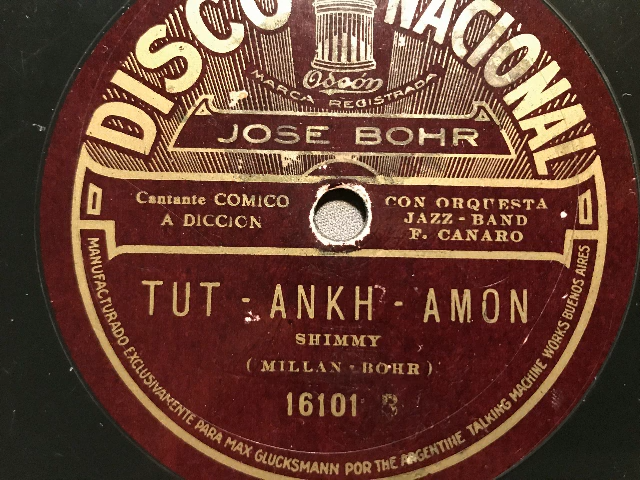 DISCO NACIONAL
Odeón
MARCA REGISTRADA
JOSE BOHR
Cantante COMICO
A DICCION
CON ORQUESTA
JAZZ-BAND
F. CANARO
TUT - ANKH - AMON
SHIMMY
(MILLAN-BOHR)
16101 B
MANUFACTURADO EXCLUSIVAMENTE PARA MAX GLUCKSMANN POR THE ARGENTINE TALKING MACHINE WORKS BUENOS AIRES